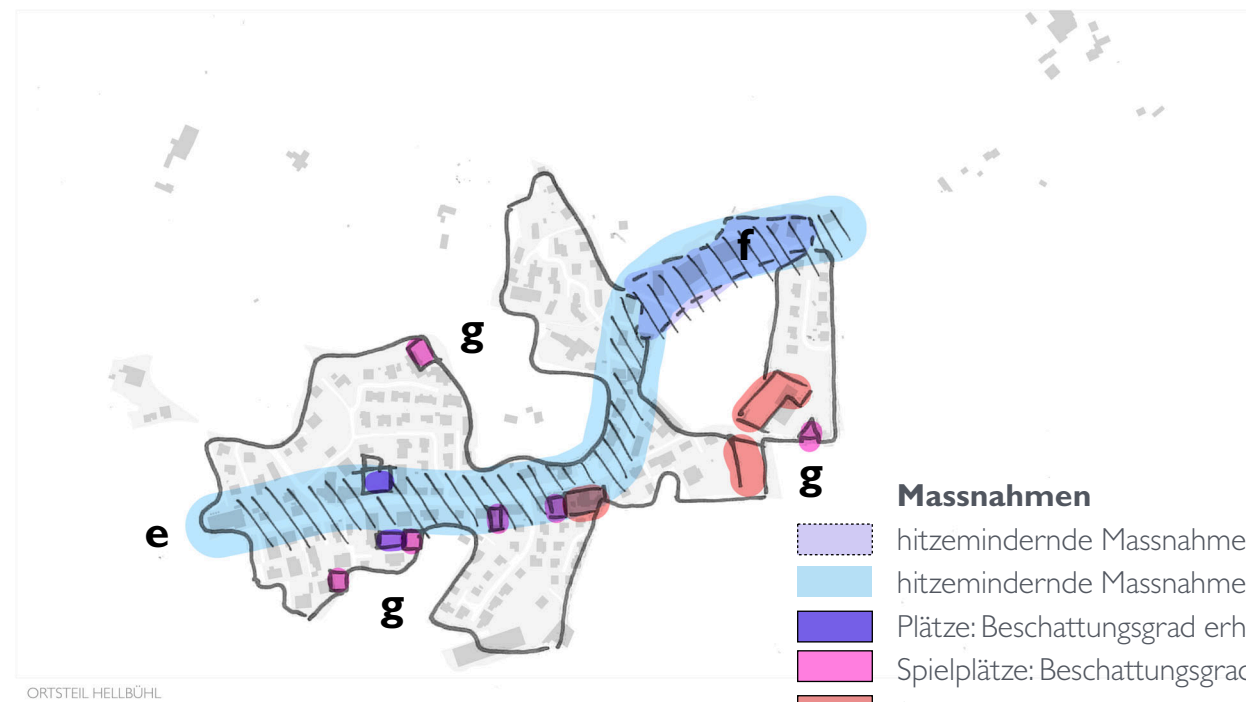 f
g
P
e
g
g
Massnahmen
hitzemindernde Massnahme
hitzemindernde Massnahme
Plätze: Beschattungsgrad erh
Spielplätze: Beschattungsgrad
ORTSTEIL HELLBÜHL